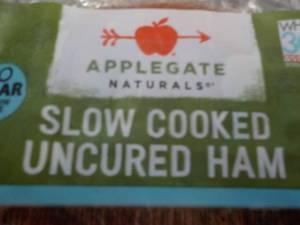 APPLEGATE
NATURALS®
SLOW COOKED
UNCURED HAM